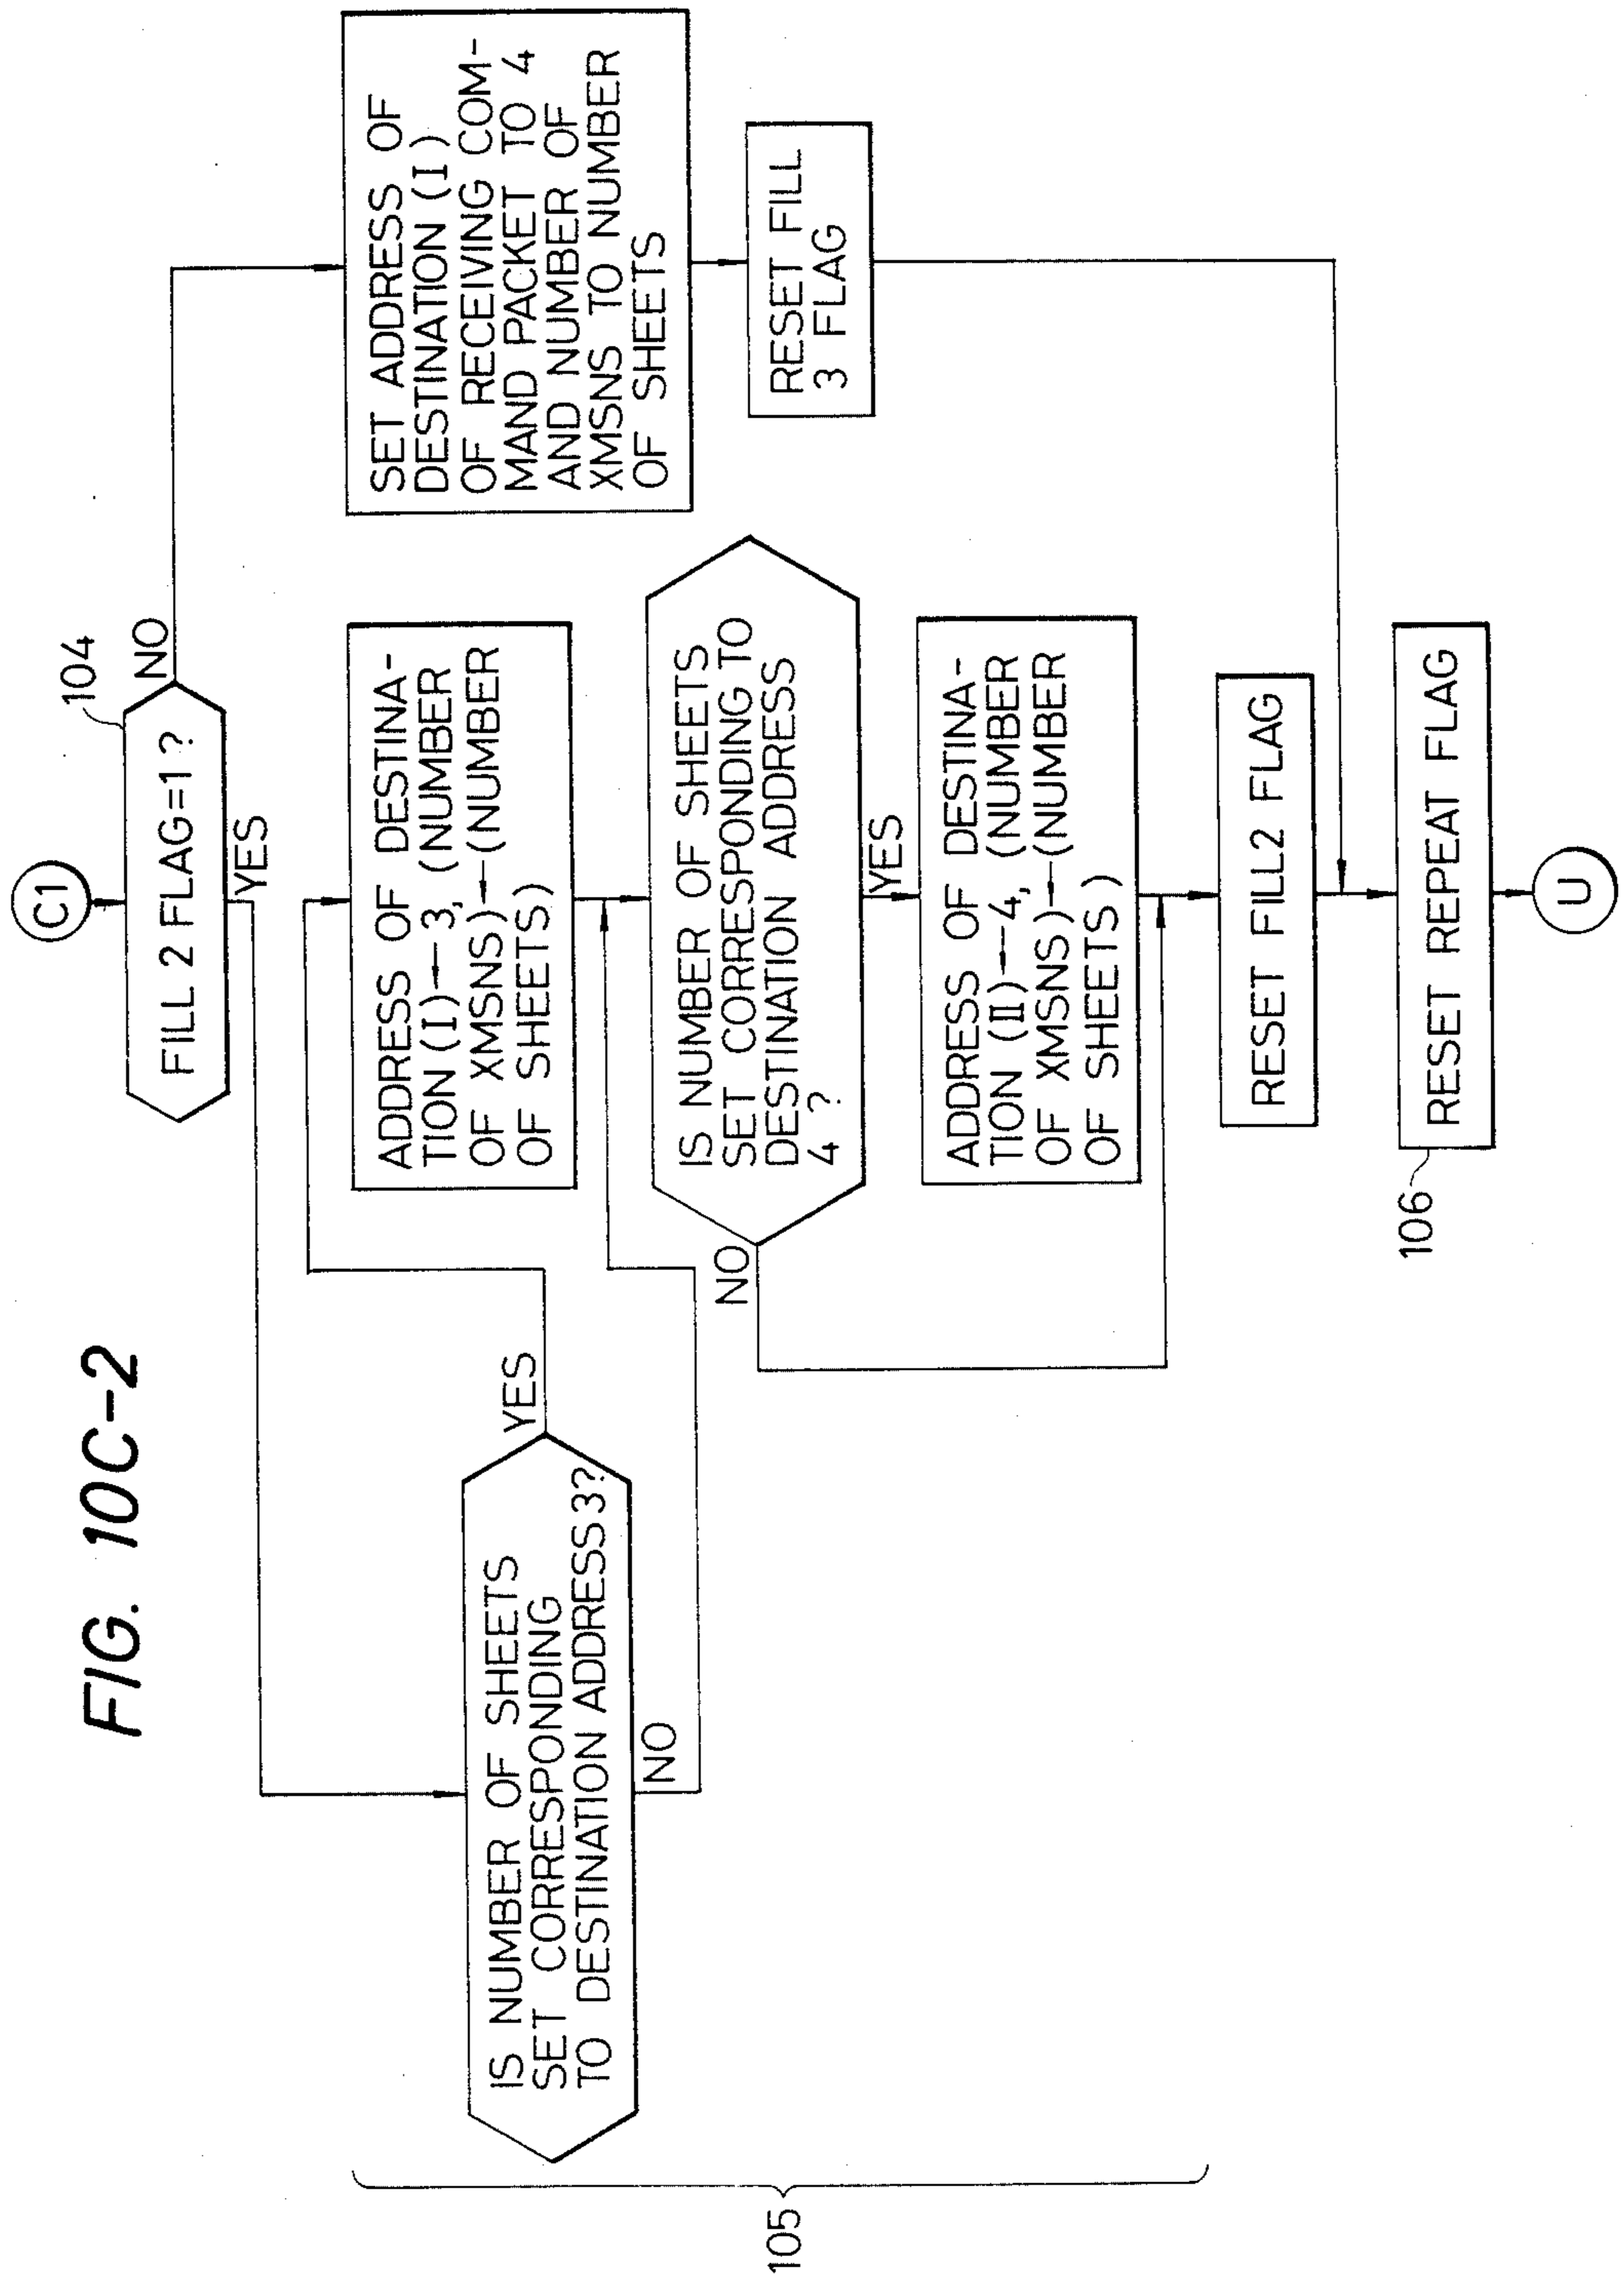 FIG. 10C-2
C1
104
FILL 2 FLAG=1 ?
NO
YES
IS NUMBER OF SHEETS
SET CORRESPONDING
TO DESTINATION ADDRESS 3?
YES
NO
ADDRESS OF DESTINA-
TION (I)←3, (NUMBER
OF XMSNS)←(NUMBER
OF SHEETS)
SET ADDRESS OF
DESTINATION (I)
OF RECEIVING COM-
MAND PACKET TO 4
AND NUMBER OF
XMSNS TO NUMBER
OF SHEETS
IS NUMBER OF SHEETS
SET CORRESPONDING TO
DESTINATION ADDRESS
4 ?
NO
YES
RESET FILL
3 FLAG
ADDRESS OF DESTINA-
TION (II)←4, (NUMBER
OF XMSNS)←(NUMBER
OF SHEETS)
105
RESET FILL2 FLAG
106
RESET REPEAT FLAG
U